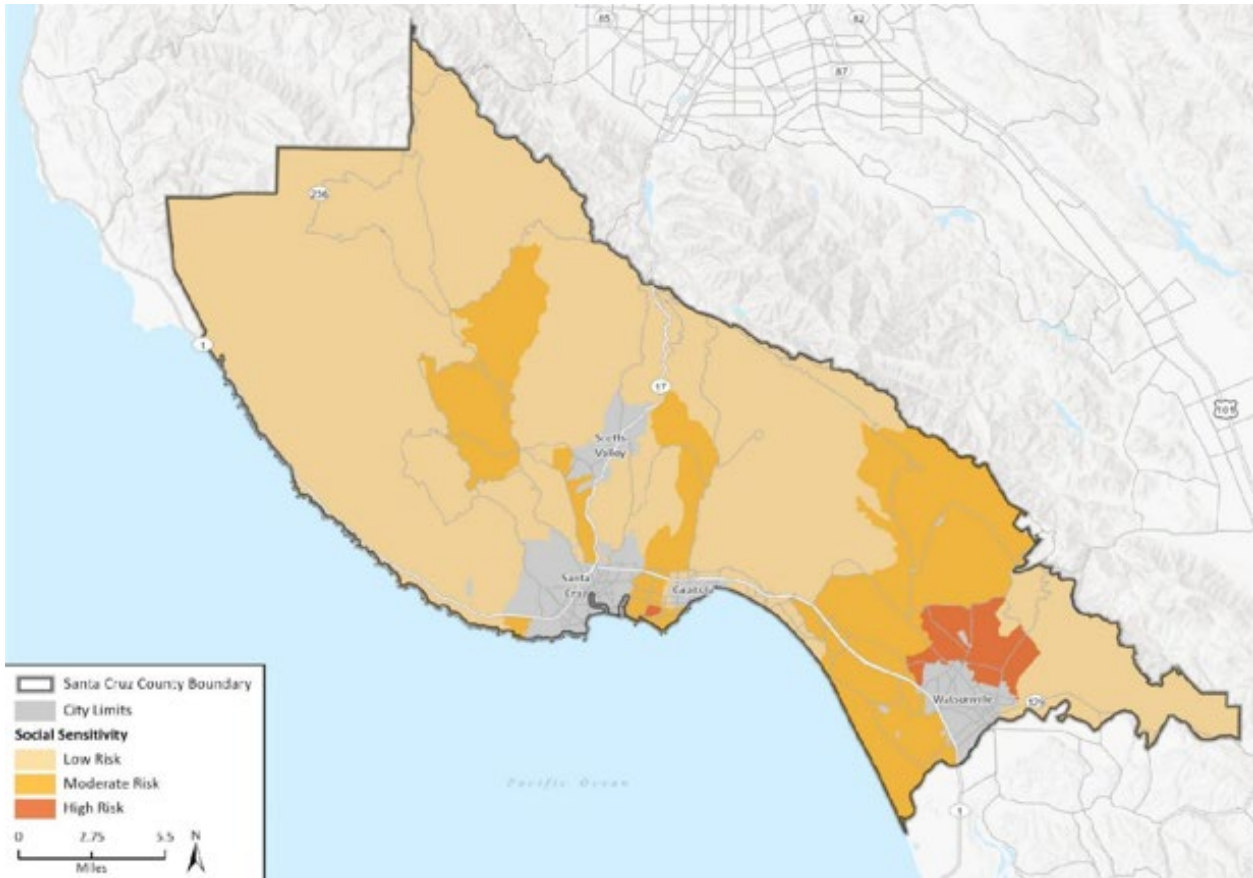 85
82
87
236
1
17
101
Scotts
Valley
Santa
Cruz
Capitola
Watsonville
129
1
Pacific Ocean
Santa Cruz County Boundary
City Limits
Social Sensitivity
Low Risk
Moderate Risk
High Risk
0 2.75 5.5 N
Miles